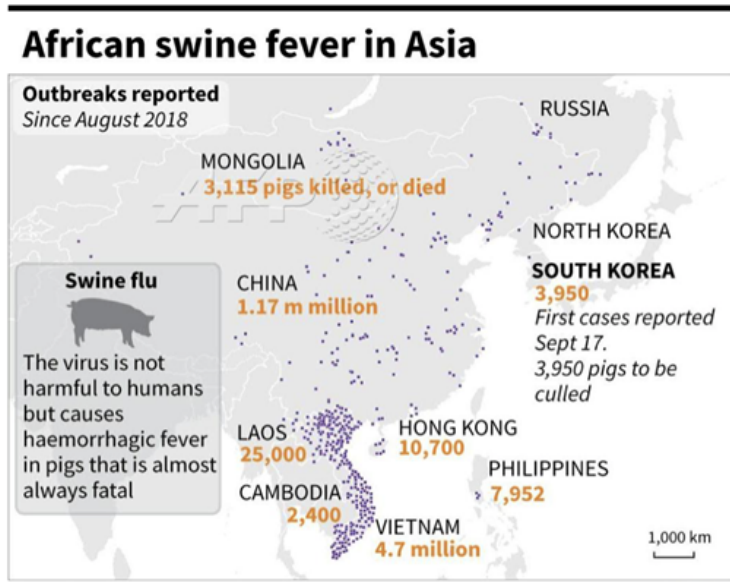 African swine fever in Asia
Outbreaks reported
Since August 2018
RUSSIA
MONGOLIA
3,115 pigs killed, or died
AFP
NORTH KOREA
SOUTH KOREA
3,950
First cases reported
Sept 17.
3,950 pigs to be
culled
CHINA
1.17 m million
Swine flu
The virus is not
harmful to humans
but causes
haemorrhagic fever
in pigs that is almost
always fatal
LAOS
25,000
HONG KONG
10,700
PHILIPPINES
7,952
CAMBODIA
2,400
VIETNAM
4.7 million
1,000 km